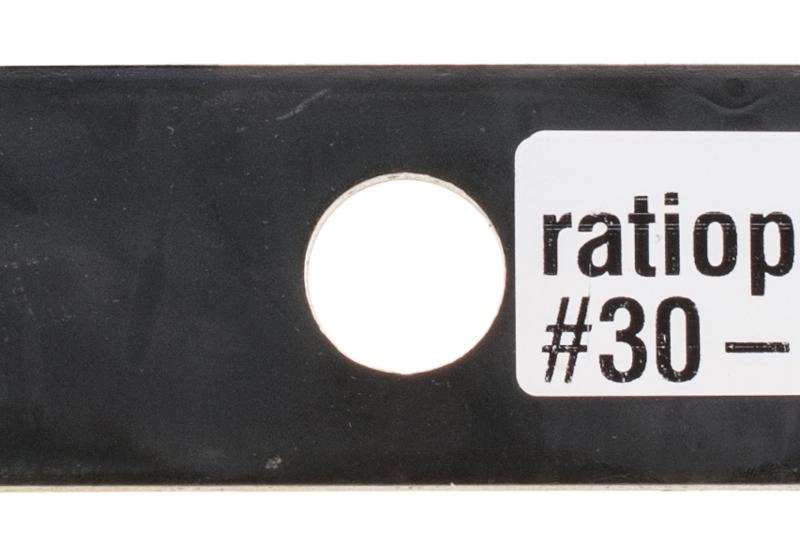 ratiop
#30 –